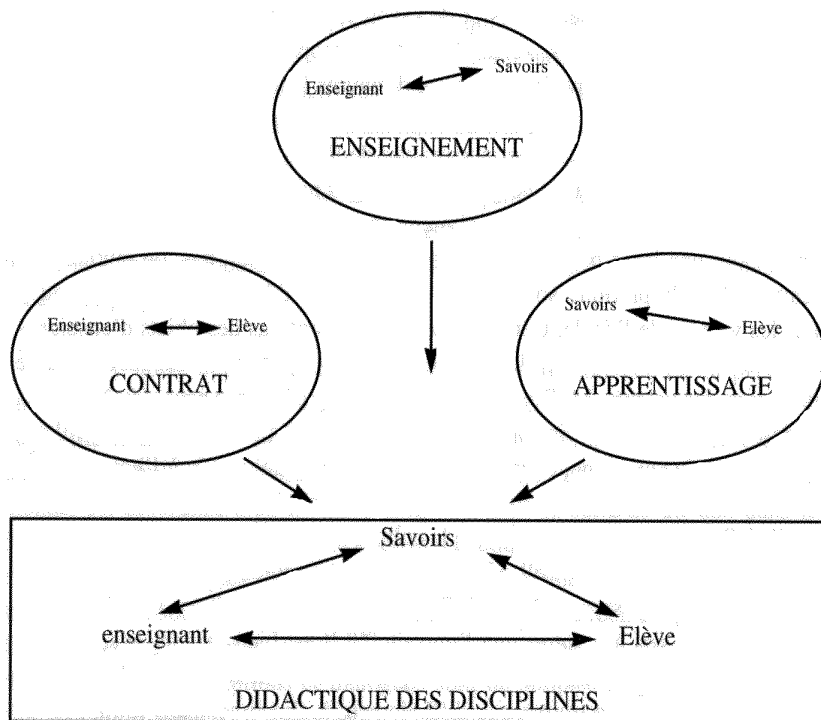 Savoirs
Enseignant
ENSEIGNEMENT
Enseignant Elève
CONTRAT
Savoirs
Elève
APPRENTISSAGE
Savoirs
enseignant Elève
DIDACTIQUE DES DISCIPLINES